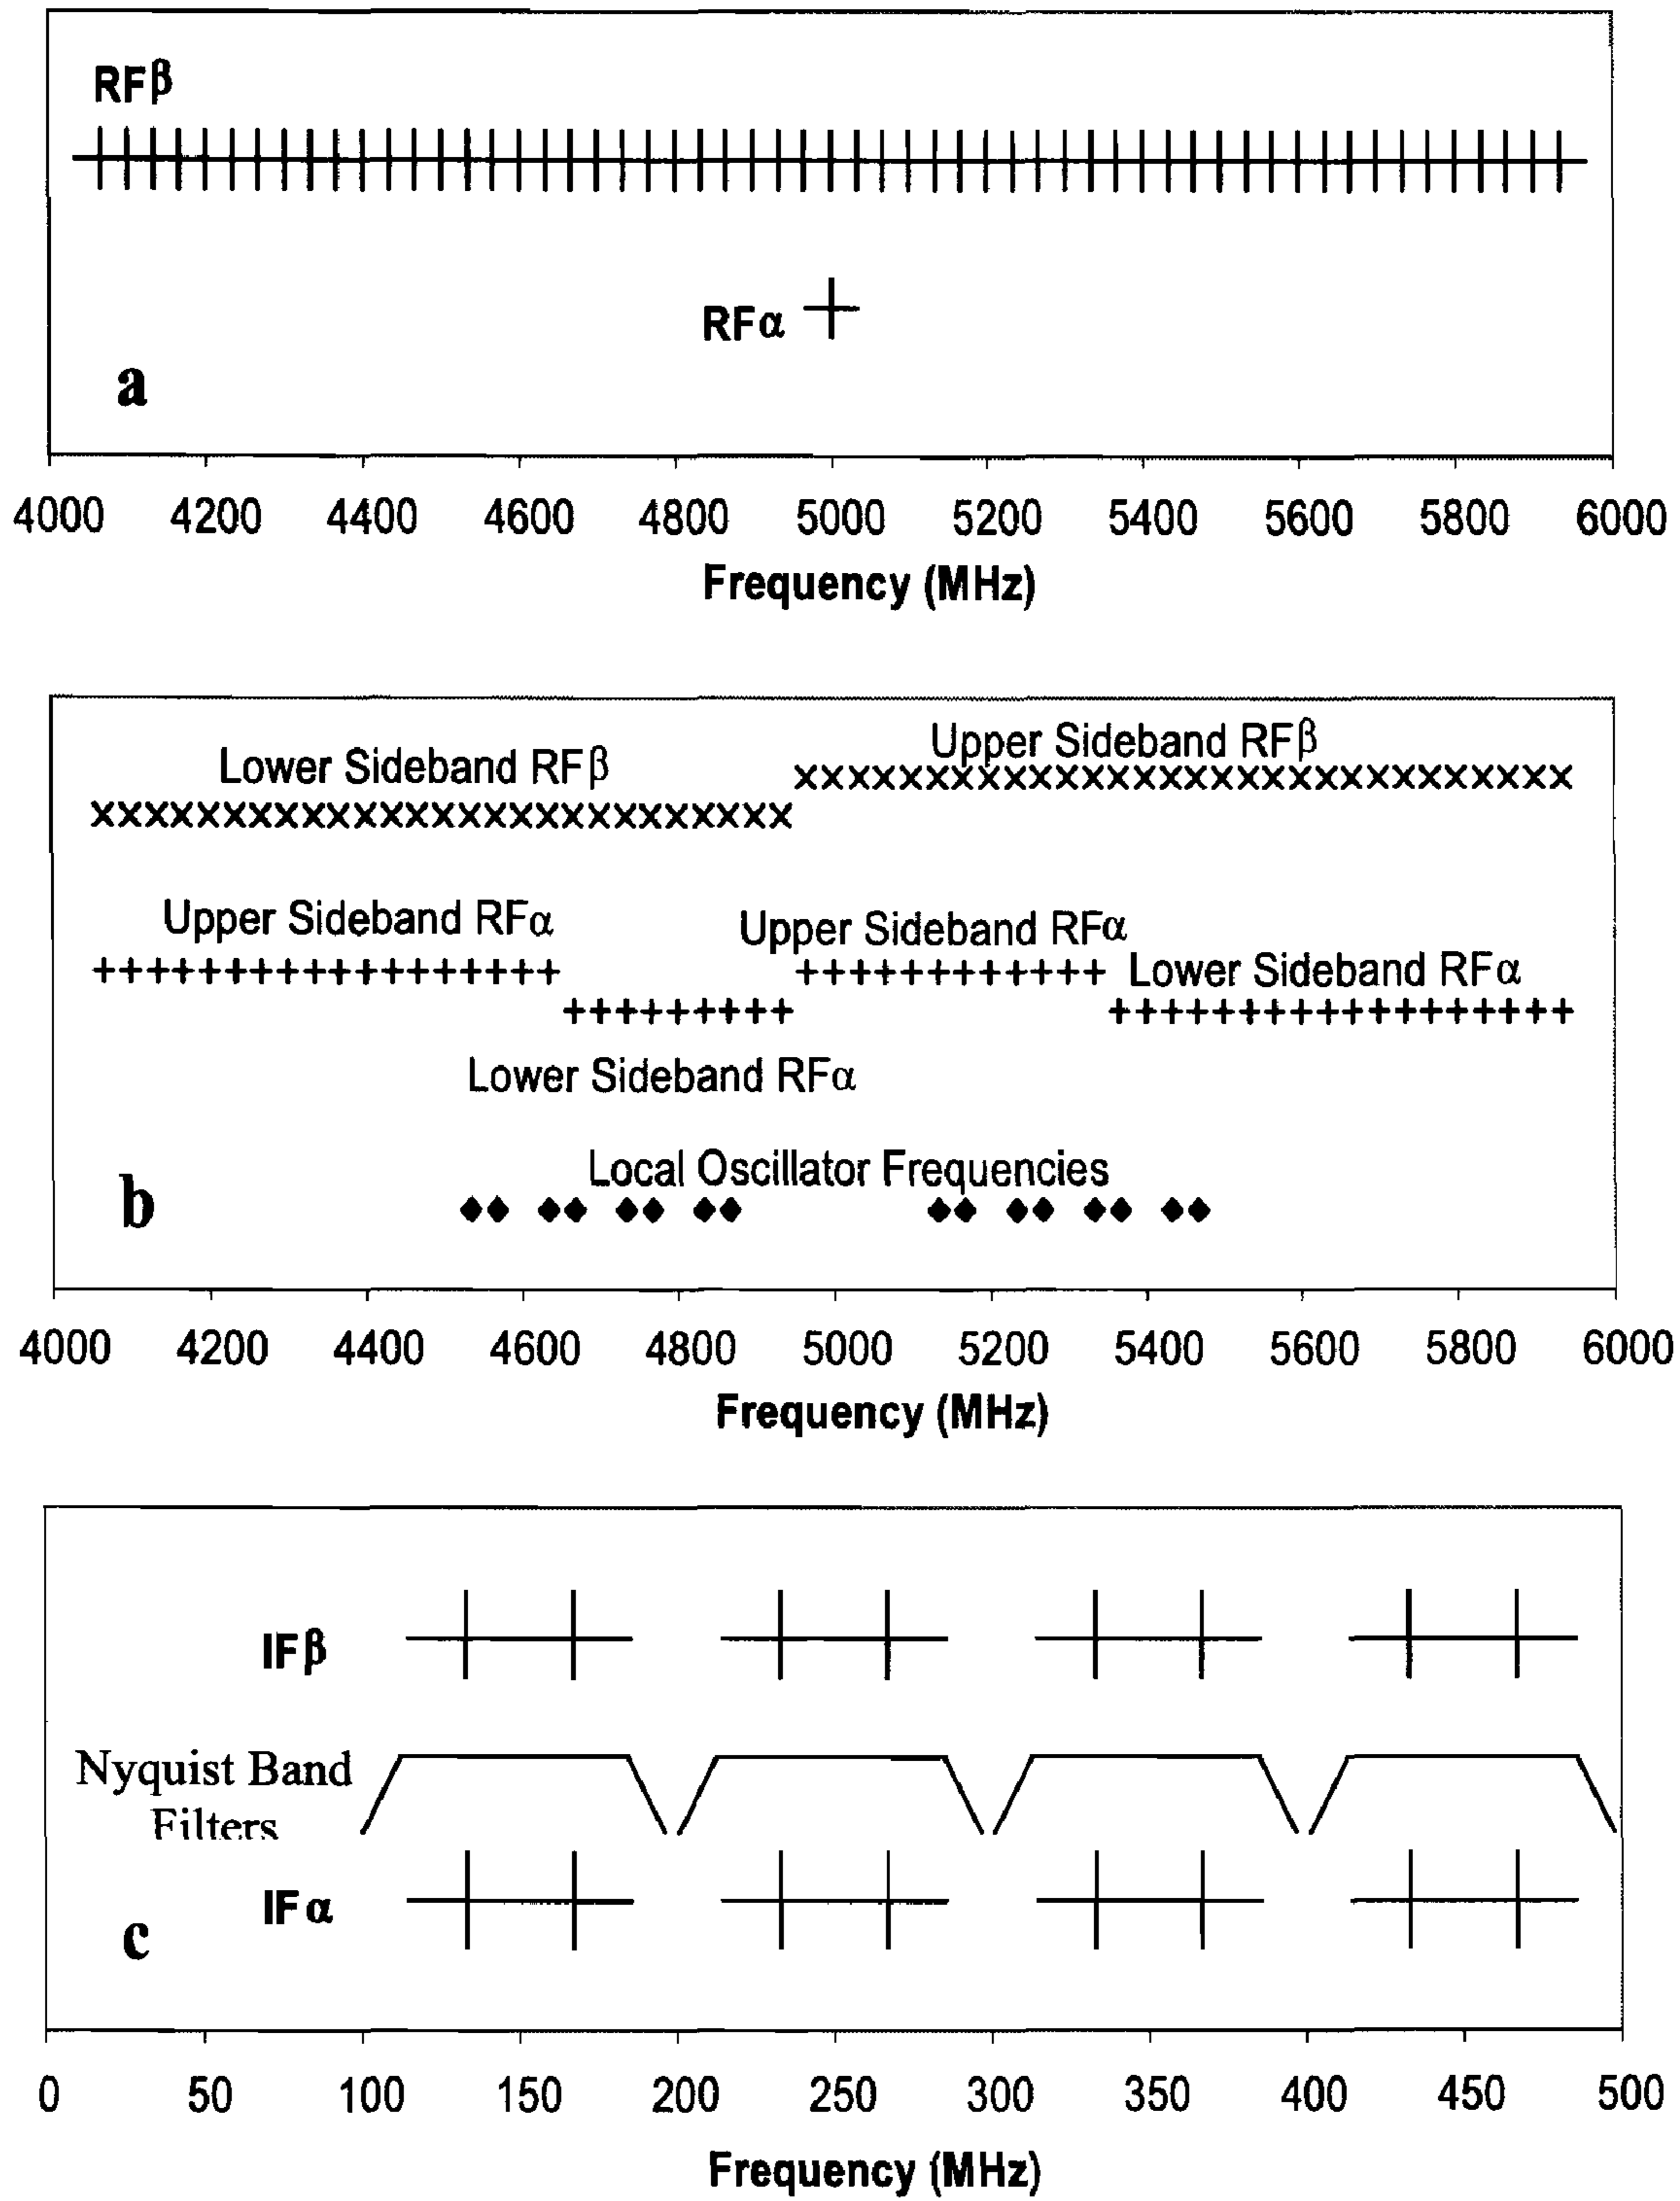 RFβ
RFα
a
4000 4200 4400 4600 4800 5000 5200 5400 5600 5800 6000
Frequency (MHz)
Upper Sideband RFβ
Lower Sideband RFβ
Upper Sideband RFα
Upper Sideband RFα
Lower Sideband RFα
Lower Sideband RFα
Local Oscillator Frequencies
b
4000 4200 4400 4600 4800 5000 5200 5400 5600 5800 6000
Frequency (MHz)
IFβ
Nyquist Band
Filters
IFα
c
0 50 100 150 200 250 300 350 400 450 500
Frequency (MHz)